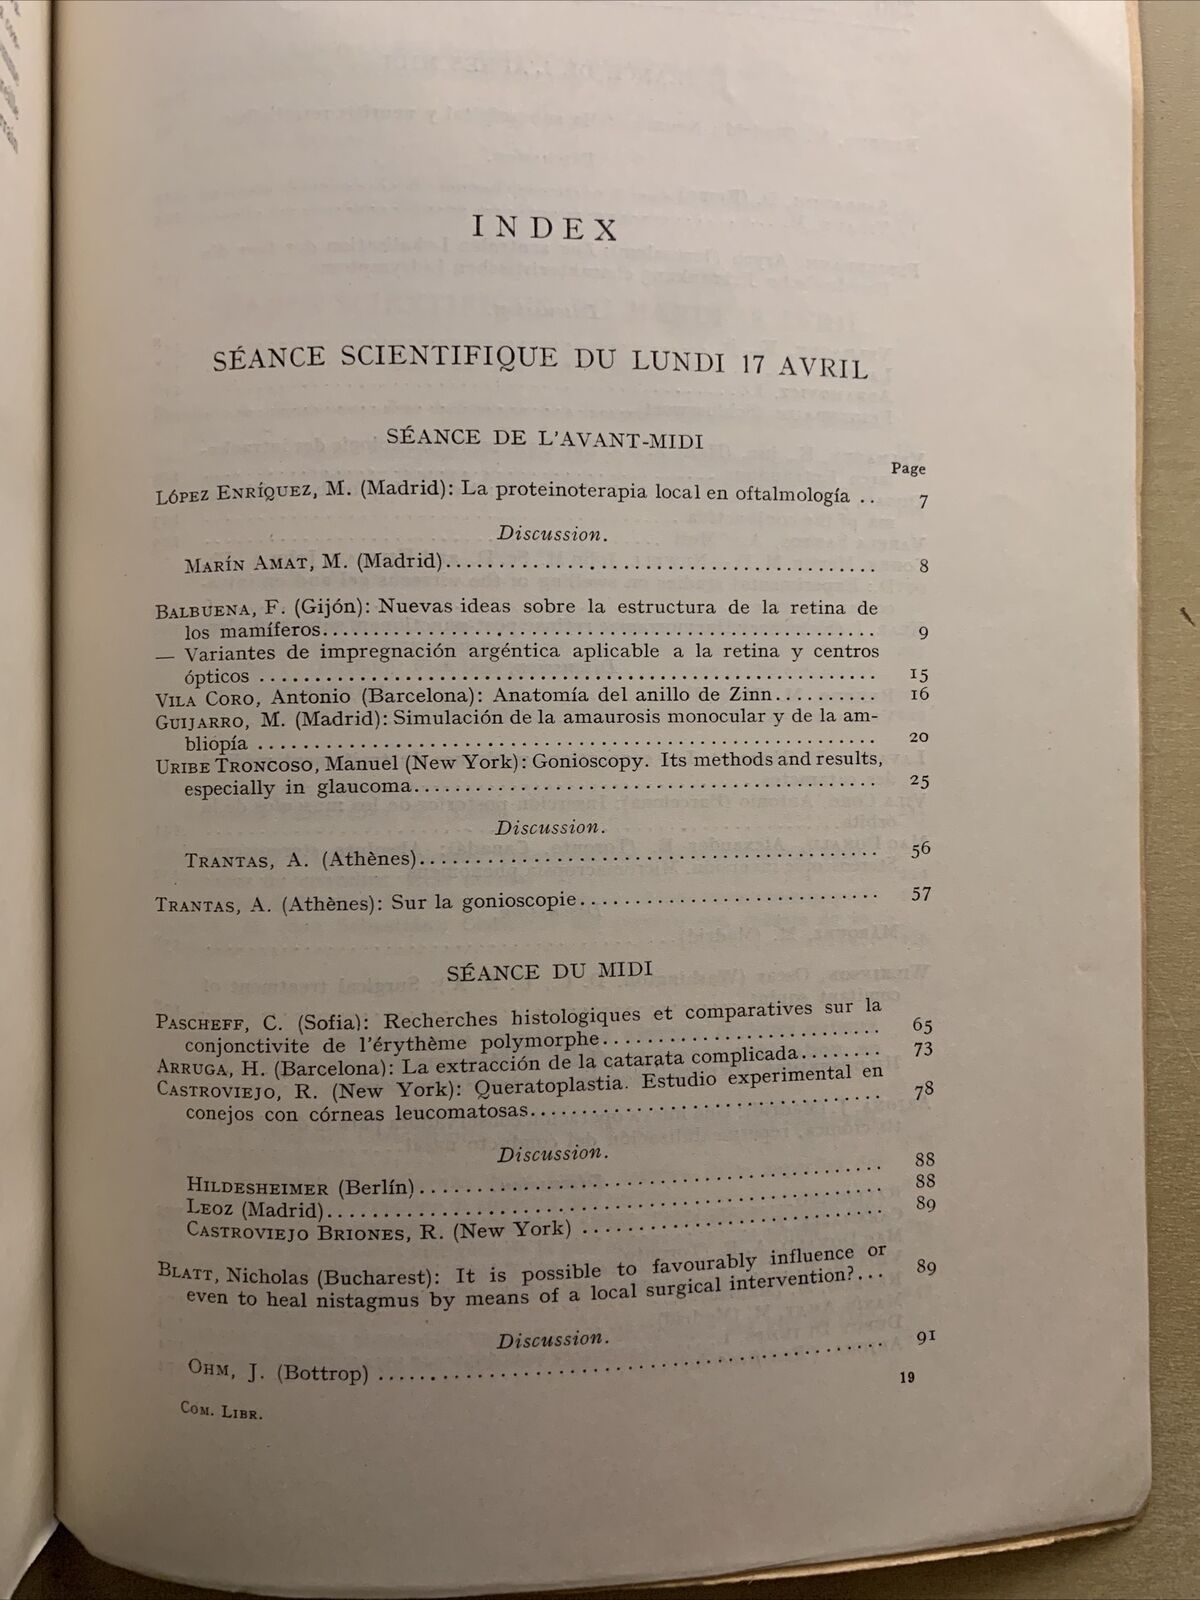 INDEX
SÉANCE SCIENTIFIQUE DU LUNDI 17 AVRIL
SÉANCE DE L'AVANT-MIDI
Page
LÓPEZ ENRÍQUEZ, M. (Madrid): La proteinoterapia local en oftalmología .. 7
Discussion.
MARÍN AMAT, M. (Madrid)........................................ 8
BALBUENA, F. (Gijón): Nuevas ideas sobre la estructura de la retina de
los mamíferos.................................................. 9
— Variantes de impregnación argéntica aplicable a la retina y centros
ópticos ........................................................ 15
VILA CORO, Antonio (Barcelona): Anatomía del anillo de Zinn.......... 16
GUIJARRO, M. (Madrid): Simulación de la amaurosis monocular y de la am-
bliopía ........................................................ 20
URIBE TRONCOSO, Manuel (New York): Gonioscopy. Its methods and results,
especially in glaucoma.......................................... 25
Discussion.
TRANTAS, A. (Athènes).......................................... 56
TRANTAS, A. (Athènes): Sur la gonioscopie........................... 57
SÉANCE DU MIDI
PASCHEFF, C. (Sofia): Recherches histologiques et comparatives sur la
conjonctivite de l'érythème polymorphe......................... 65
ARRUGA, H. (Barcelona): La extracción de la catarata complicada........ 73
CASTROVIEJO, R. (New York): Queratoplastia. Estudio experimental en
conejos con córneas leucomatosas................................ 78
Discussion.
HILDESHEIMER (Berlín).......................................... 88
LEOZ (Madrid).................................................. 88
CASTROVIEJO BRIONES, R. (New York) ........................... 89
BLATT, Nicholas (Bucharest): It is possible to favourably influence or
even to heal nistagmus by means of a local surgical intervention?... 89
Discussion.
OHM, J. (Bottrop) .............................................. 91
19
COM. LIBR.